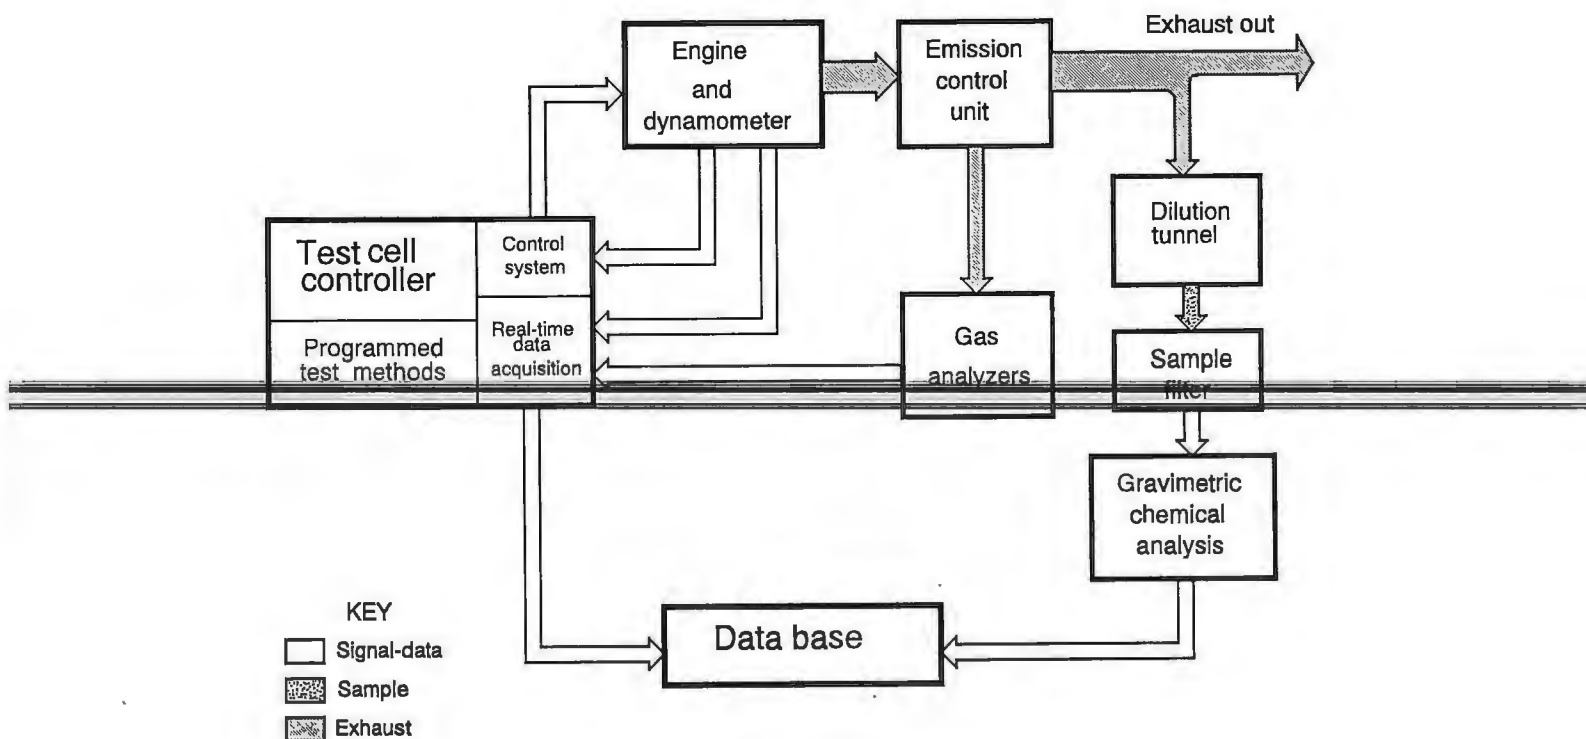 Exhaust out
Engine
and
dynamometer
Emission
control
unit
Dilution
tunnel
Test cell
controller
Control
system
Programmed
test methods
Real-time
data
acquisition
Gas
analyzers
Sample
filter
Gravimetric
chemical
analysis
Data base
KEY
Signal-data
Sample
Exhaust